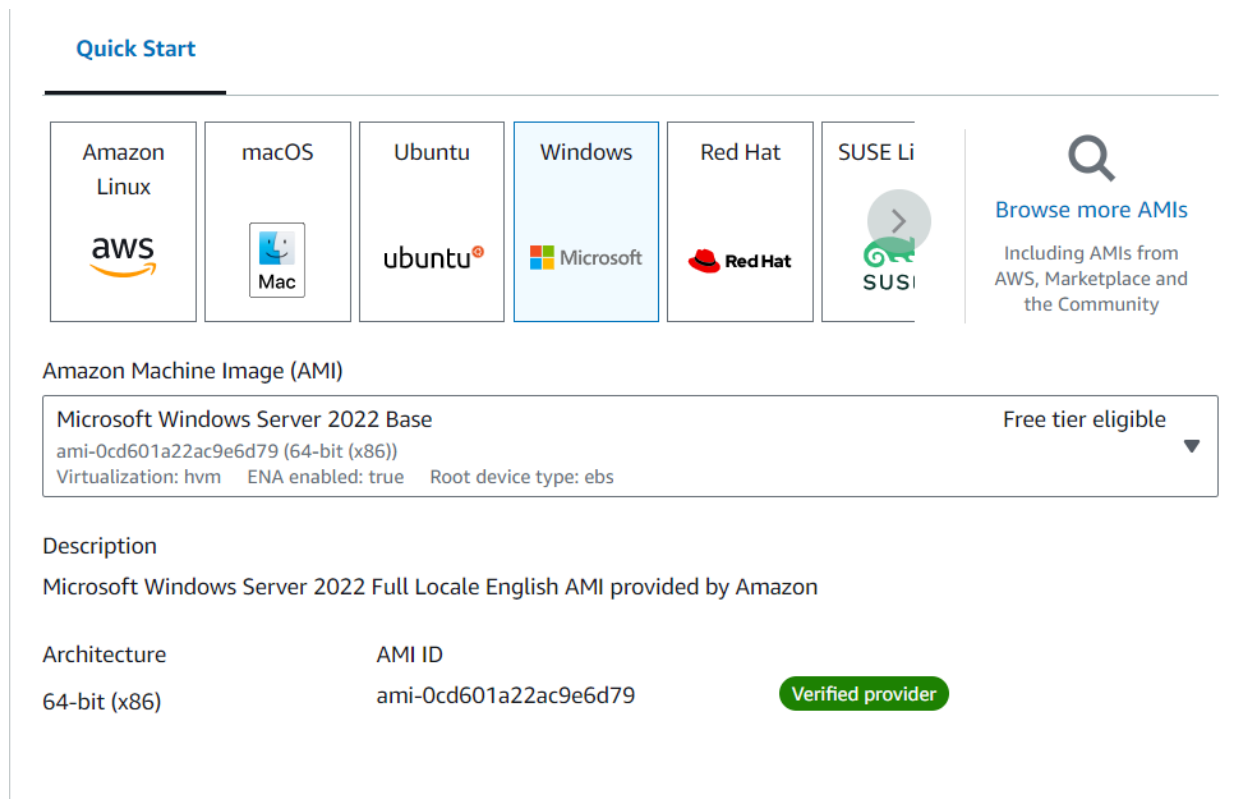 Quick Start
Amazon
Linux
aws
macOS
Mac
Ubuntu
ubuntu
Windows
Microsoft
Red Hat
Red Hat
SUSE Li
SUS
Browse more AMIs
Including AMIs from
AWS, Marketplace and
the Community
Amazon Machine Image (AMI)
Microsoft Windows Server 2022 Base
Free tier eligible
ami-0cd601a22ac9e6d79 (64-bit (x86))
Virtualization: hvm ENA enabled: true Root device type: ebs
Description
Microsoft Windows Server 2022 Full Locale English AMI provided by Amazon
Architecture
AMI ID
64-bit (x86)
ami-0cd601a22ac9e6d79
Verified provider